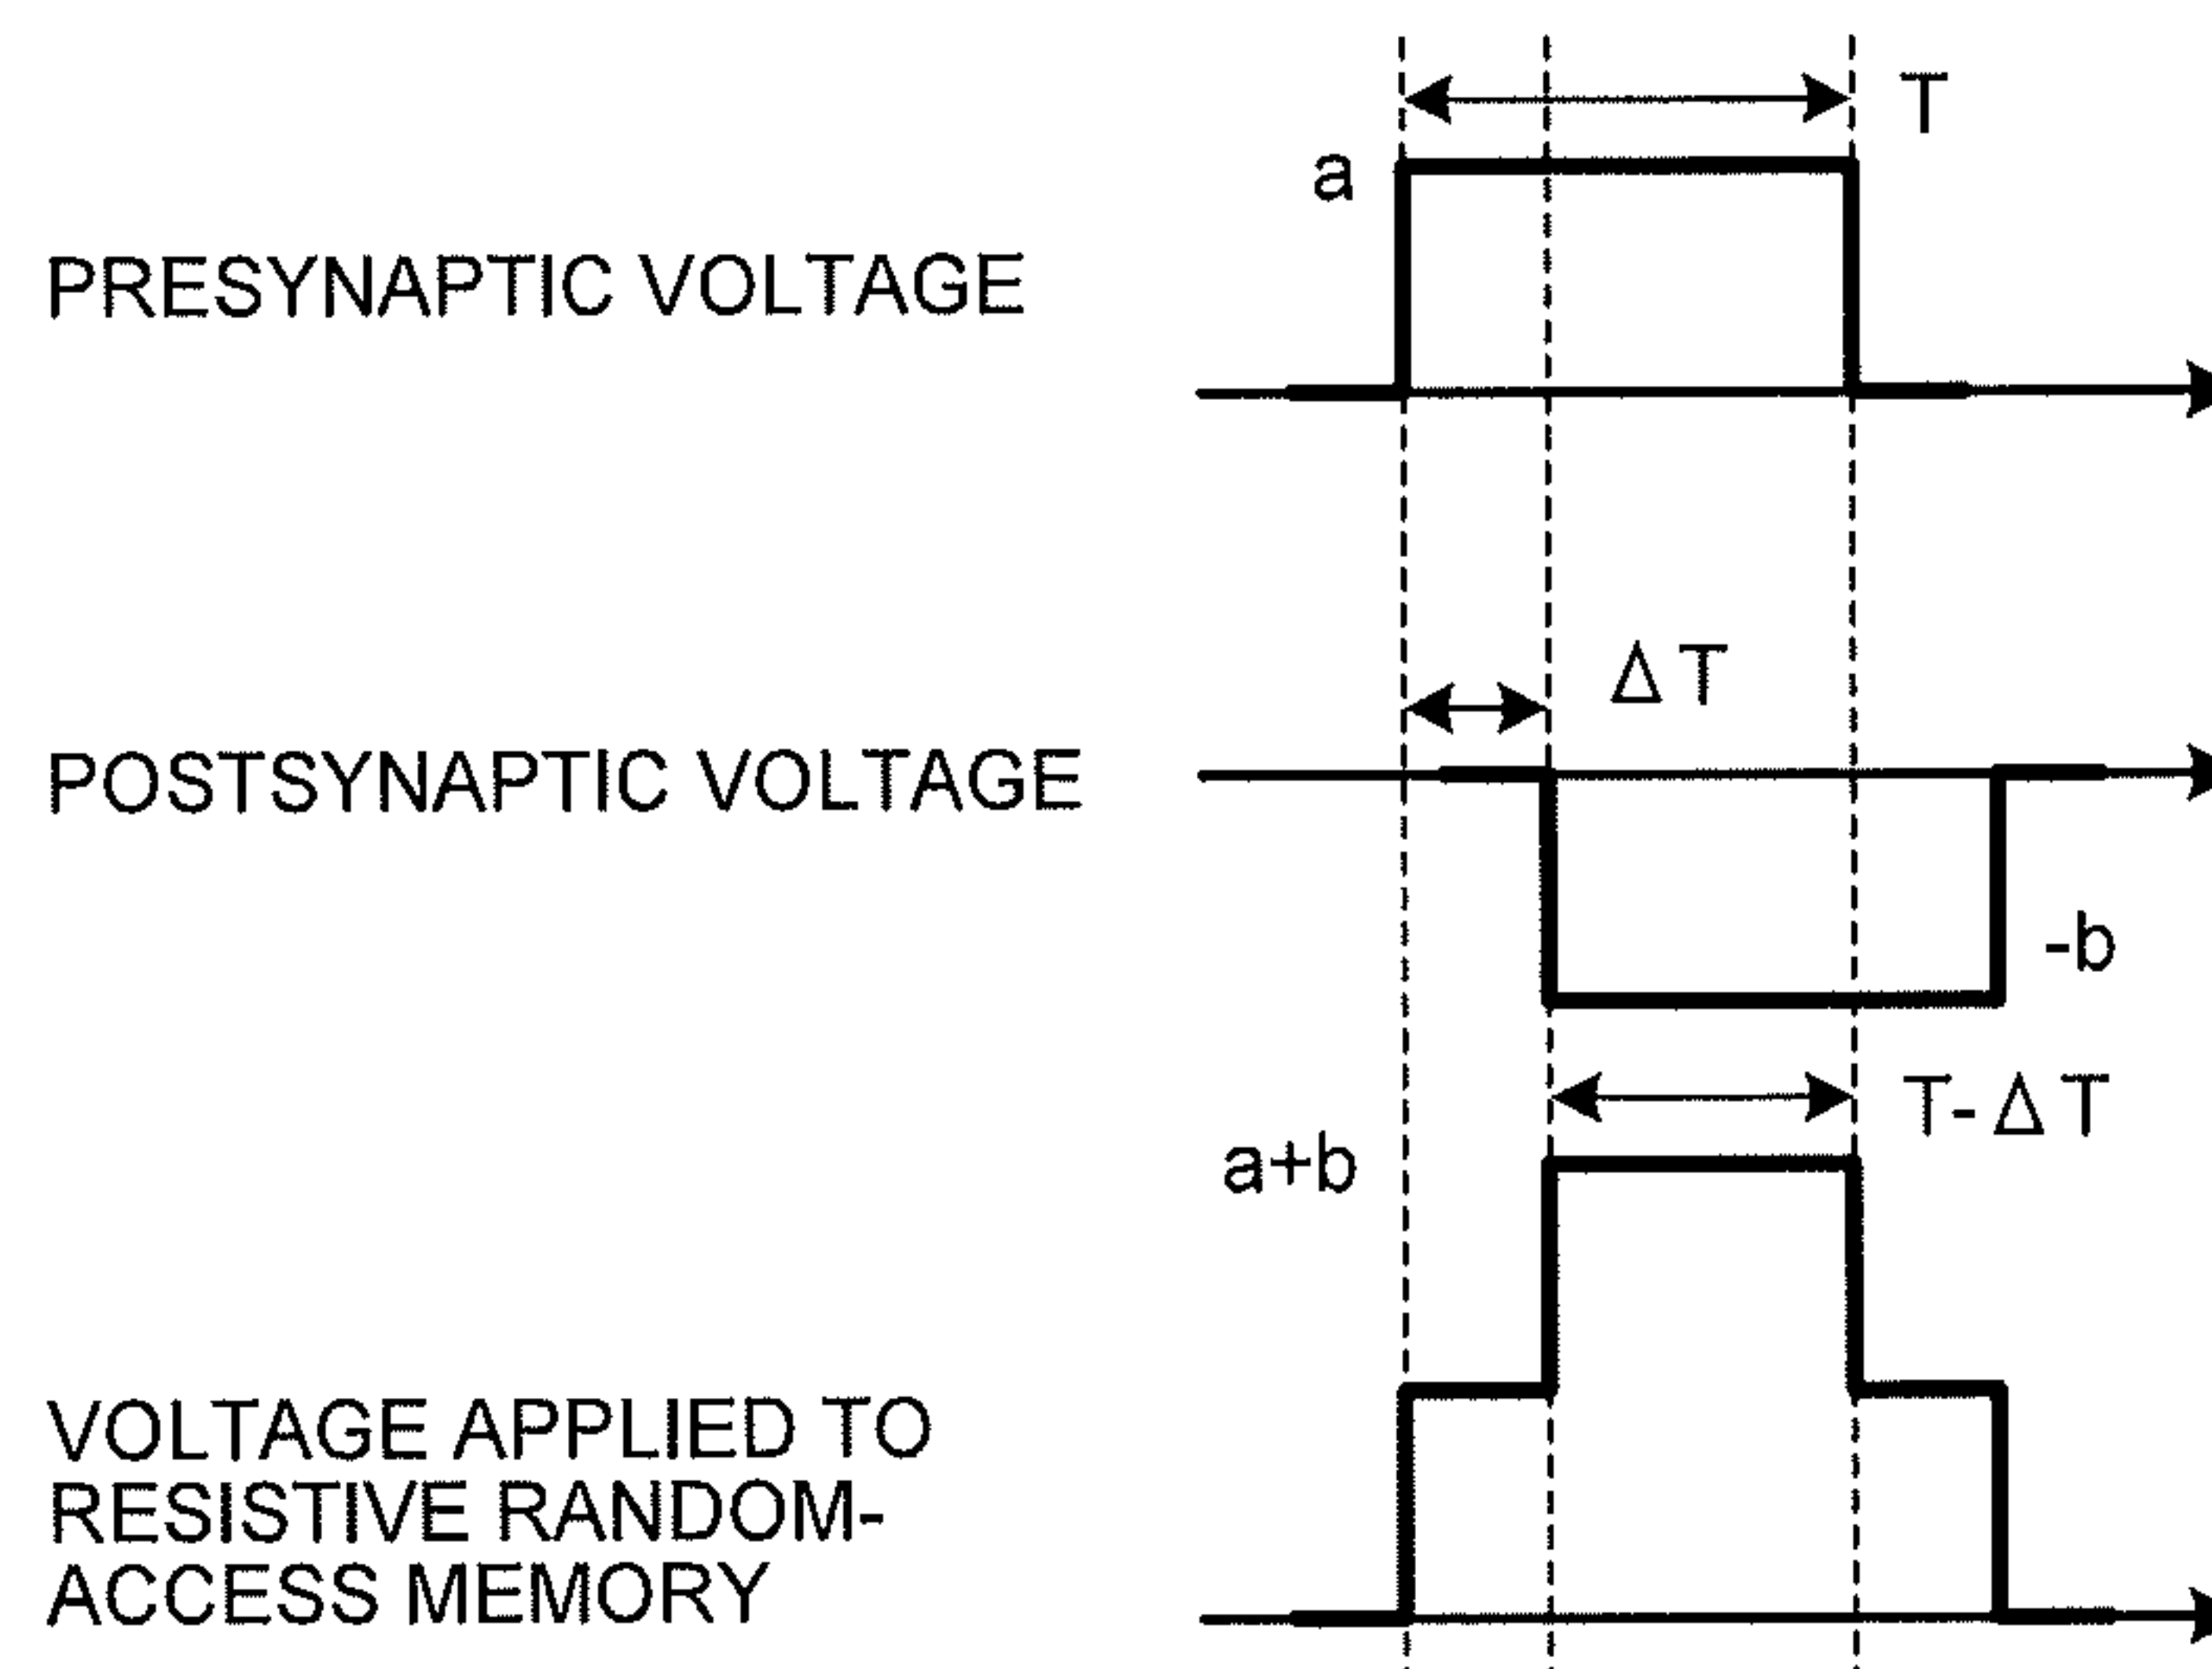 T
a
PRESYNAPTIC VOLTAGE
ΔT
POSTSYNAPTIC VOLTAGE
-b
T-ΔT
a+b
VOLTAGE APPLIED TO
RESISTIVE RANDOM-
ACCESS MEMORY